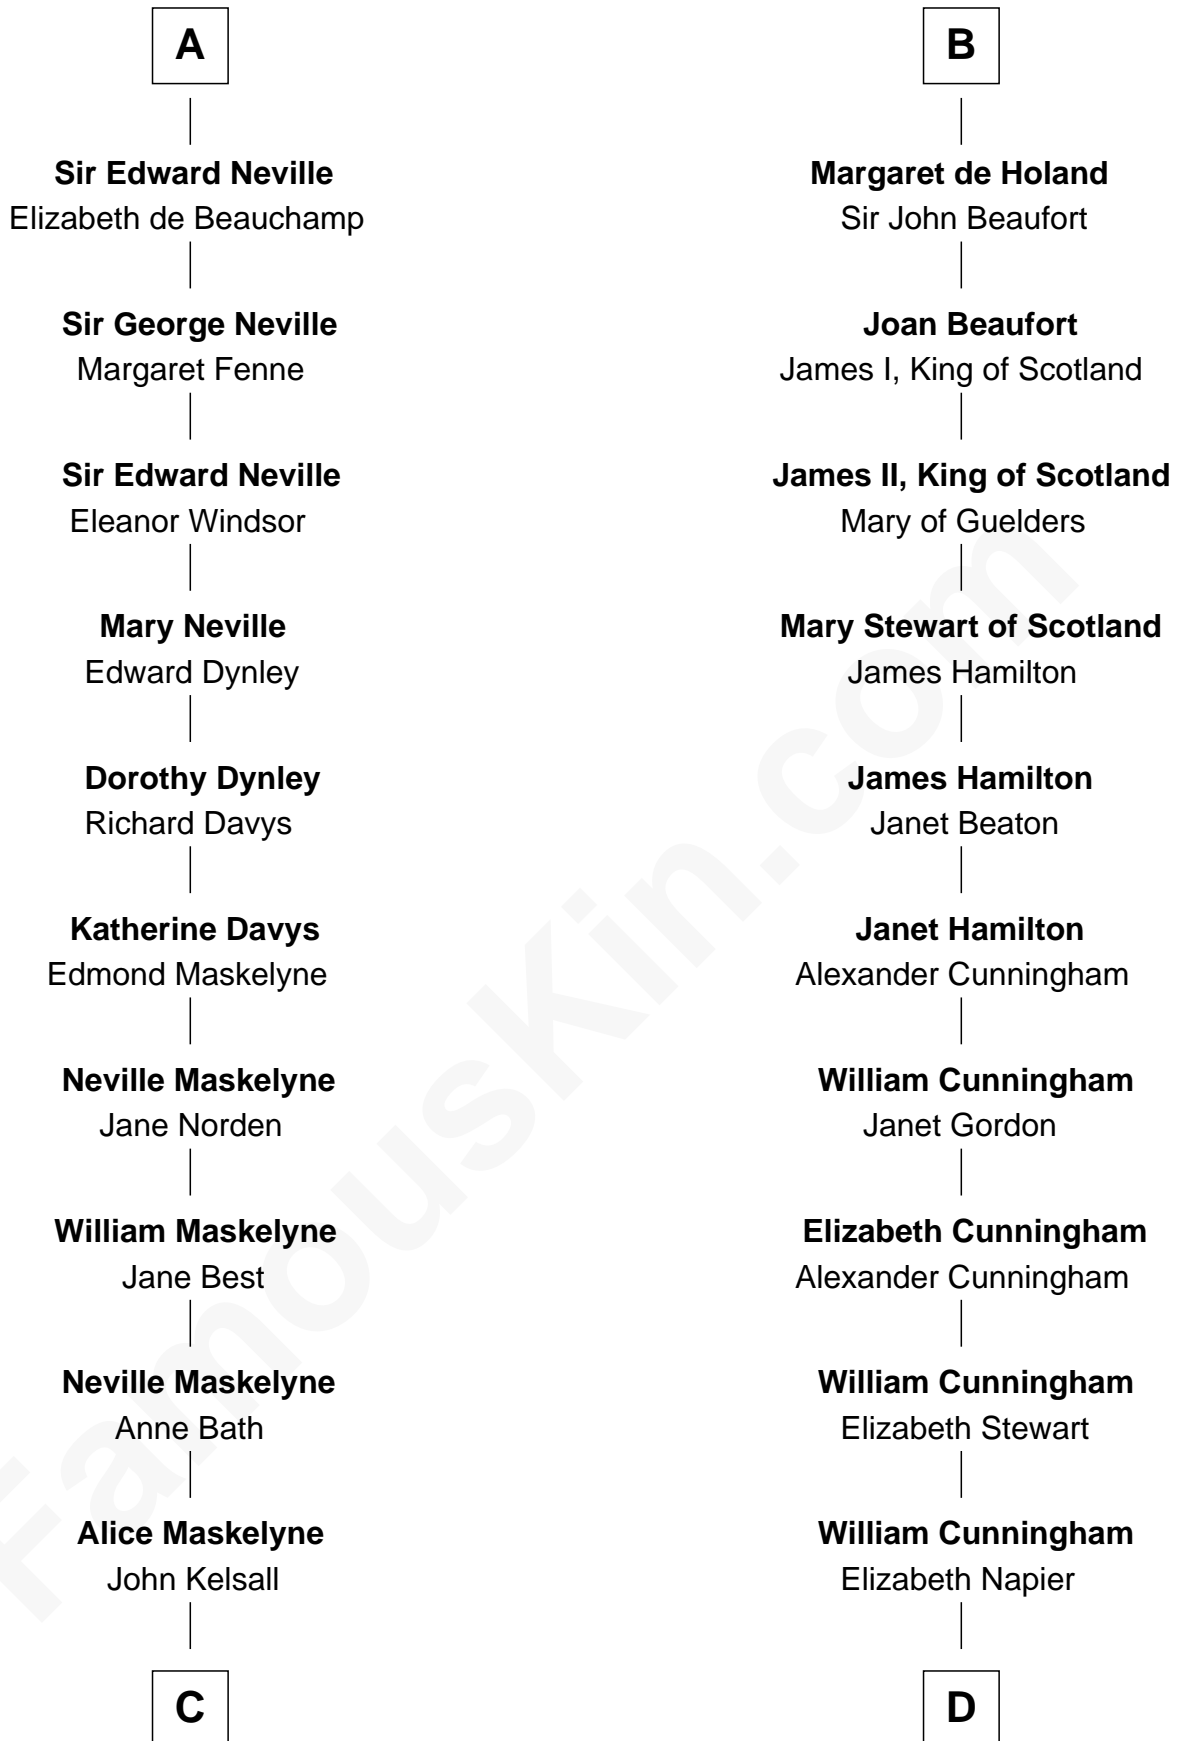 A
Sir Edward Neville
Elizabeth de Beauchamp
Sir George Neville
Margaret Fenne
Sir Edward Neville
Eleanor Windsor
Mary Neville
Edward Dynley
Dorothy Dynley
Richard Davys
Katherine Davys
Edmond Maskelyne
Neville Maskelyne
Jane Norden
William Maskelyne
Jane Best
Neville Maskelyne
Anne Bath
Alice Maskelyne
John Kelsall
C
B
Margaret de Holand
Sir John Beaufort
Joan Beaufort
James I, King of Scotland
James II, King of Scotland
Mary of Guelders
Mary Stewart of Scotland
James Hamilton
James Hamilton
Janet Beaton
Janet Hamilton
Alexander Cunningham
William Cunningham
Janet Gordon
Elizabeth Cunningham
Alexander Cunningham
William Cunningham
Elizabeth Stewart
William Cunningham
Elizabeth Napier
D
FamousKin.com